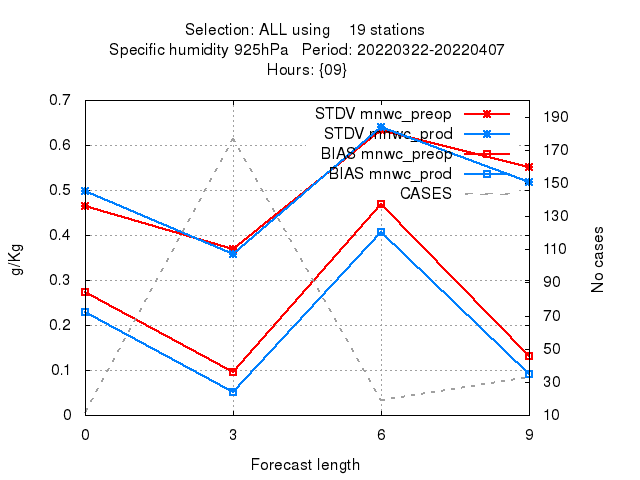 Selection: ALL using    19 stations
Specific humidity 925hPa   Period: 20220322-20220407
Hours: {09}
0.7
0.6
0.5
0.4
0.3
0.2
0.1
0
g/Kg
STDV mnwc_preop
STDV mnwc_prod
BIAS mnwc_preop
BIAS mnwc_prod
CASES
190
170
150
130
110
90
70
50
30
10
No cases
0 3 6 9
Forecast length